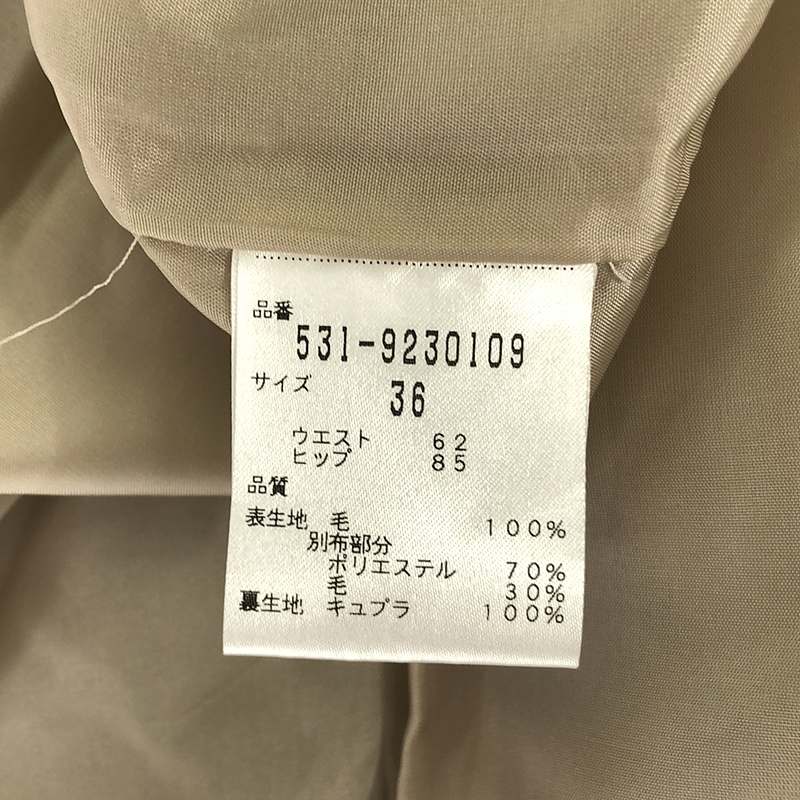 品番
531-9230109
サイズ
36
ウエスト 62
ヒップ 85
品質
表生地 毛 100%
別布部分
ポリエステル 70%
毛 30%
裏生地 キュプラ 100%